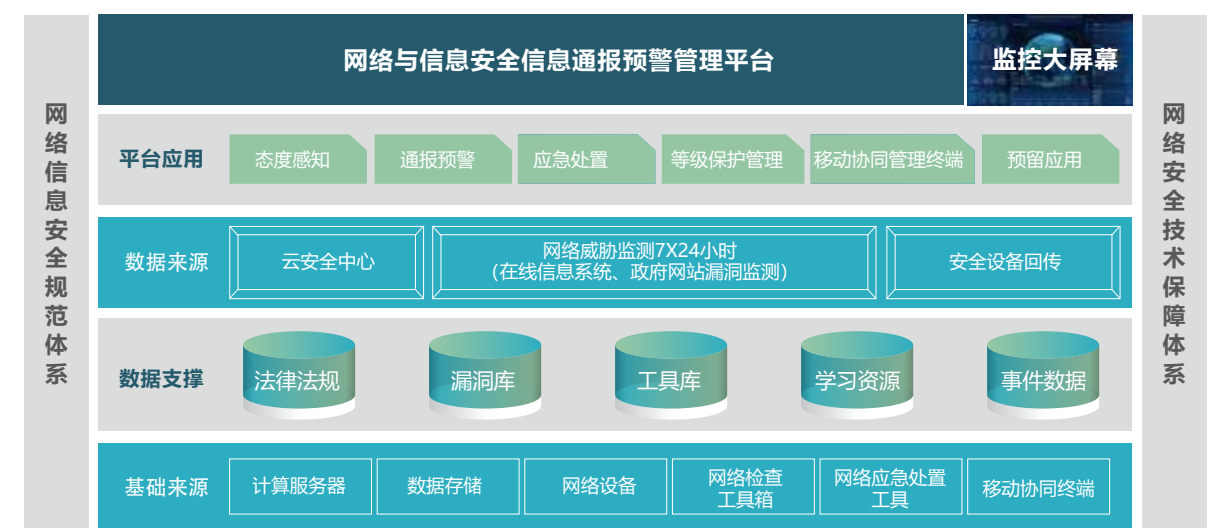 网络信息安全规范体系
网络与信息安全信息通报预警管理平台
监控大屏幕
平台应用
态度感知
通报预警
应急处置
等级保护管理
移动协同管理终端
预留应用
数据来源
云安全中心
网络威胁监测7X24小时
(在线信息系统、政府网站漏洞监测)
安全设备回传
数据支撑
法律法规
漏洞库
工具库
学习资源
事件数据
基础来源
计算服务器
数据存储
网络设备
网络检查
工具箱
网络应急处置
工具
移动协同终端
网络安全技术保障体系